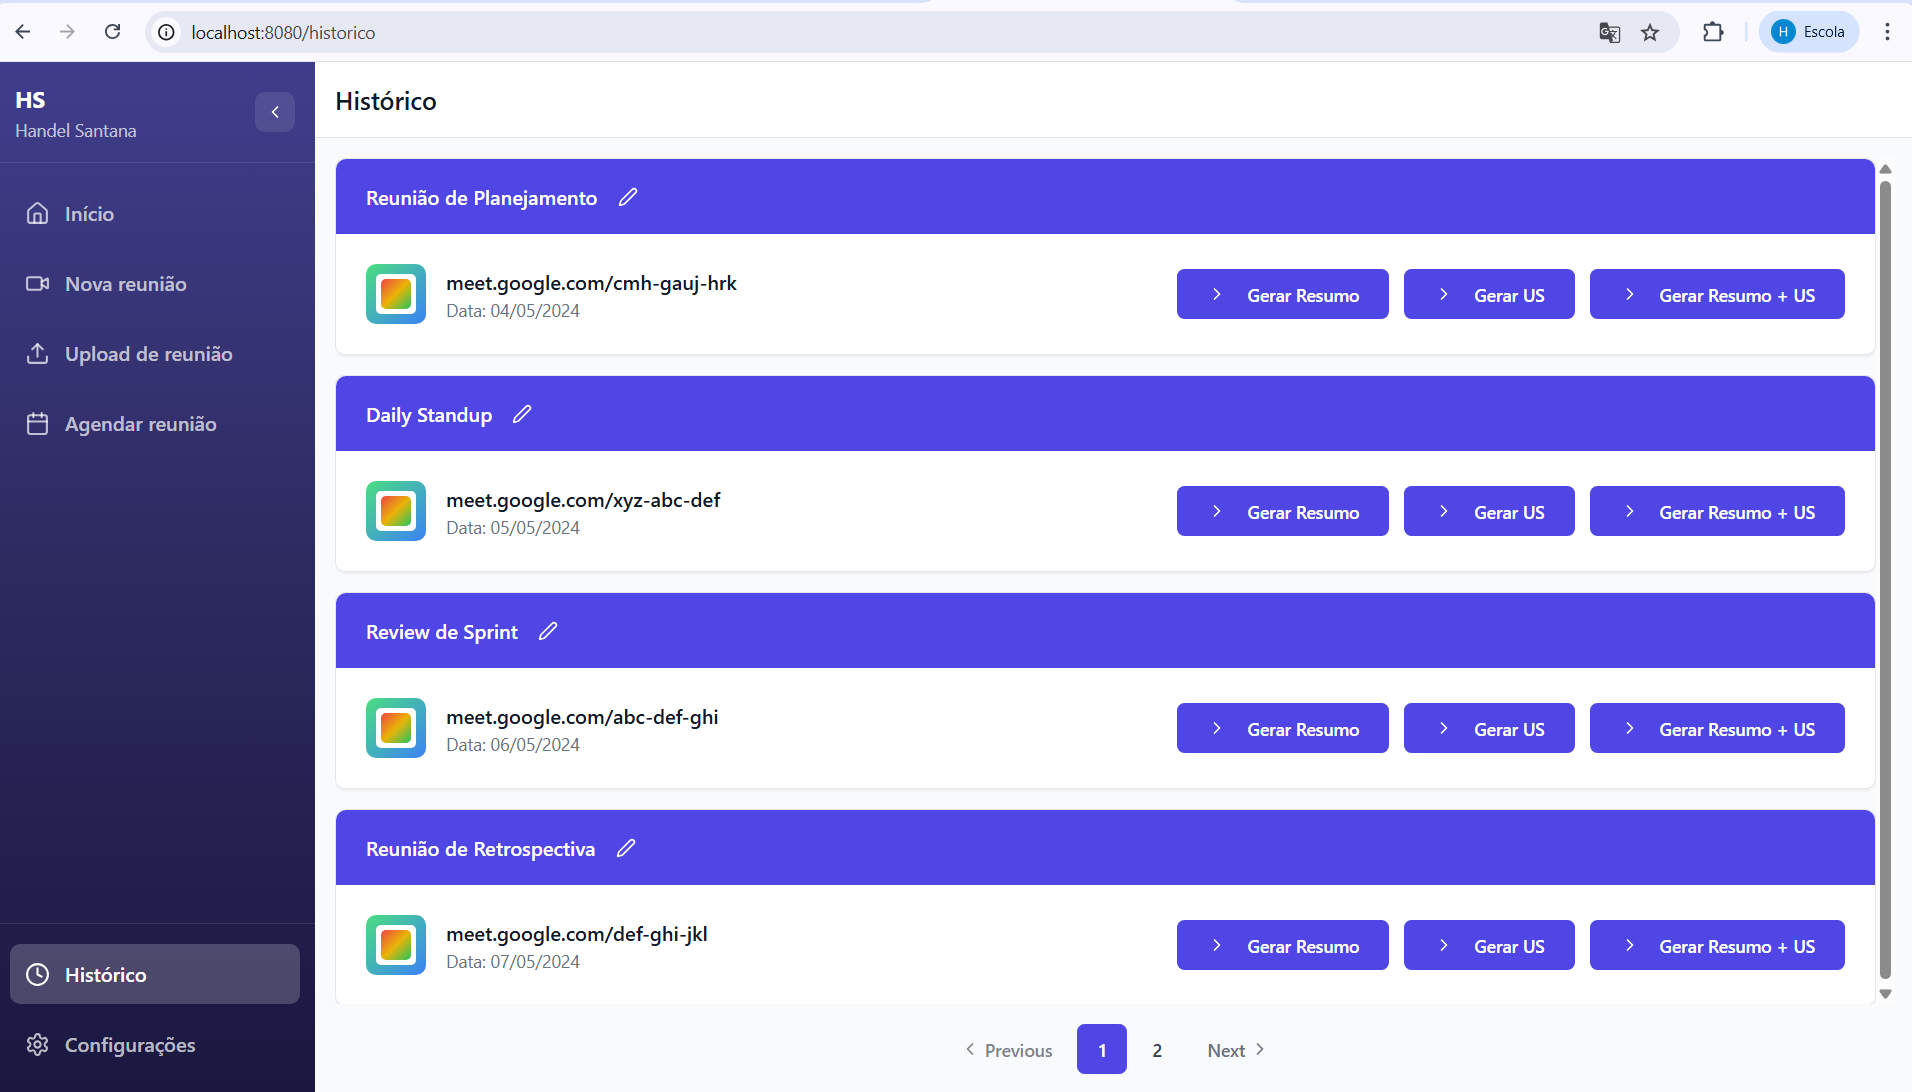 localhost:8080/historico
H
Escola
HS
Handel Santana
Início
Nova reunião
Upload de reunião
Agendar reunião
Histórico
Configurações
Histórico
Reunião de Planejamento
meet.google.com/cmh-gauj-hrk
Data: 04/05/2024
Gerar Resumo
Gerar US
Gerar Resumo + US
Daily Standup
meet.google.com/xyz-abc-def
Data: 05/05/2024
Gerar Resumo
Gerar US
Gerar Resumo + US
Review de Sprint
meet.google.com/abc-def-ghi
Data: 06/05/2024
Gerar Resumo
Gerar US
Gerar Resumo + US
Reunião de Retrospectiva
meet.google.com/def-ghi-jkl
Data: 07/05/2024
Gerar Resumo
Gerar US
Gerar Resumo + US
Previous
1
2
Next